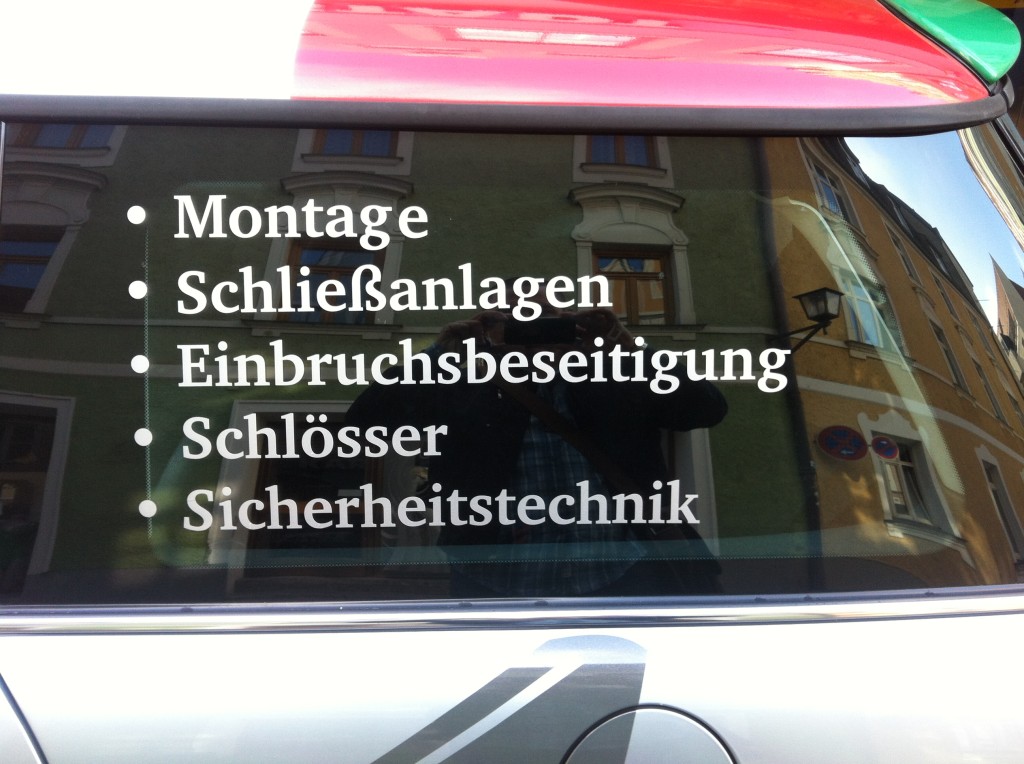 • Montage
• Schließanlagen
• Einbruchsbeseitigung
• Schlösser
• Sicherheitstechnik